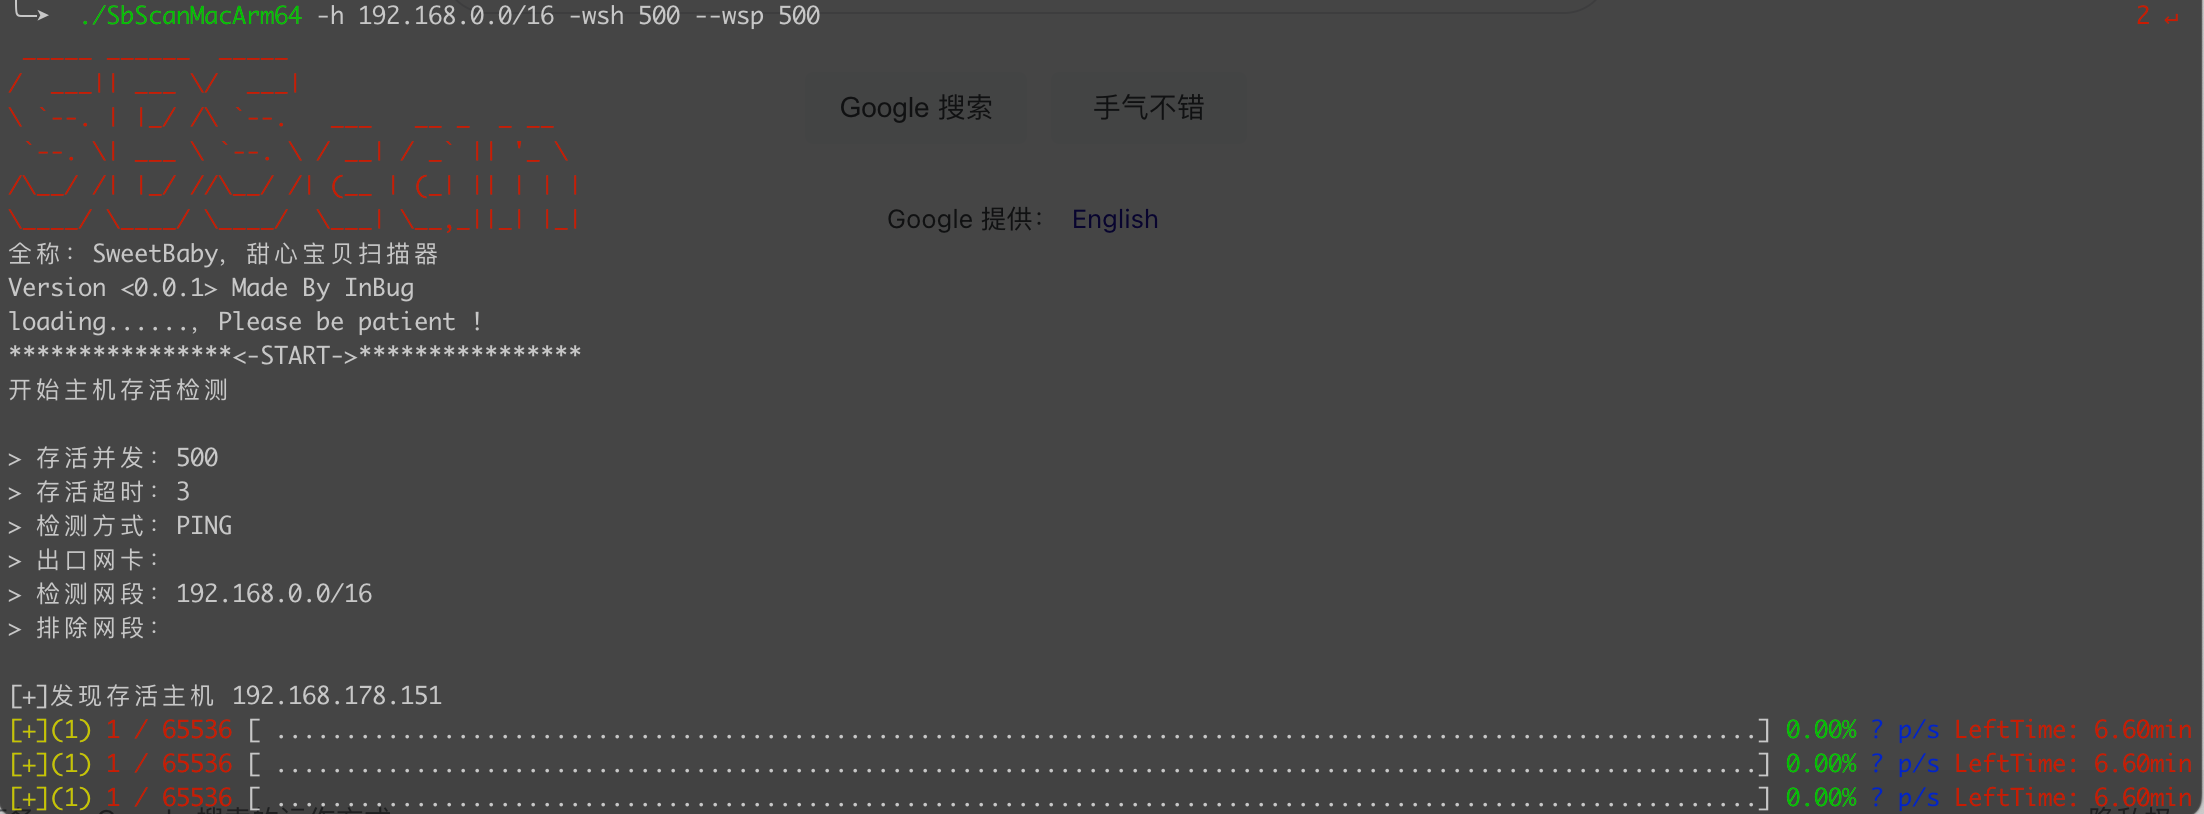 ./SbScanMacArm64 -h 192.168.0.0/16 -wsh 500 --wsp 500
2 ↵
Google 搜索
手气不错
Google 提供： English
全称：SweetBaby, 甜心宝贝扫描器
Version <0.0.1> Made By InBug
loading......, Please be patient !
****************<-START->****************
开始主机存活检测
> 存活并发：500
> 存活超时：3
> 检测方式：PING
> 出口网卡：
> 检测网段：192.168.0.0/16
> 排除网段：
[+]发现存活主机 192.168.178.151
[+](1) 1 / 65536 [ ..........................................................................................................] 0.00% ? p/s LeftTime: 6.60min
[+](1) 1 / 65536 [ ..........................................................................................................] 0.00% ? p/s LeftTime: 6.60min
[+](1) 1 / 65536 [ ..........................................................................................................] 0.00% ? p/s LeftTime: 6.60min